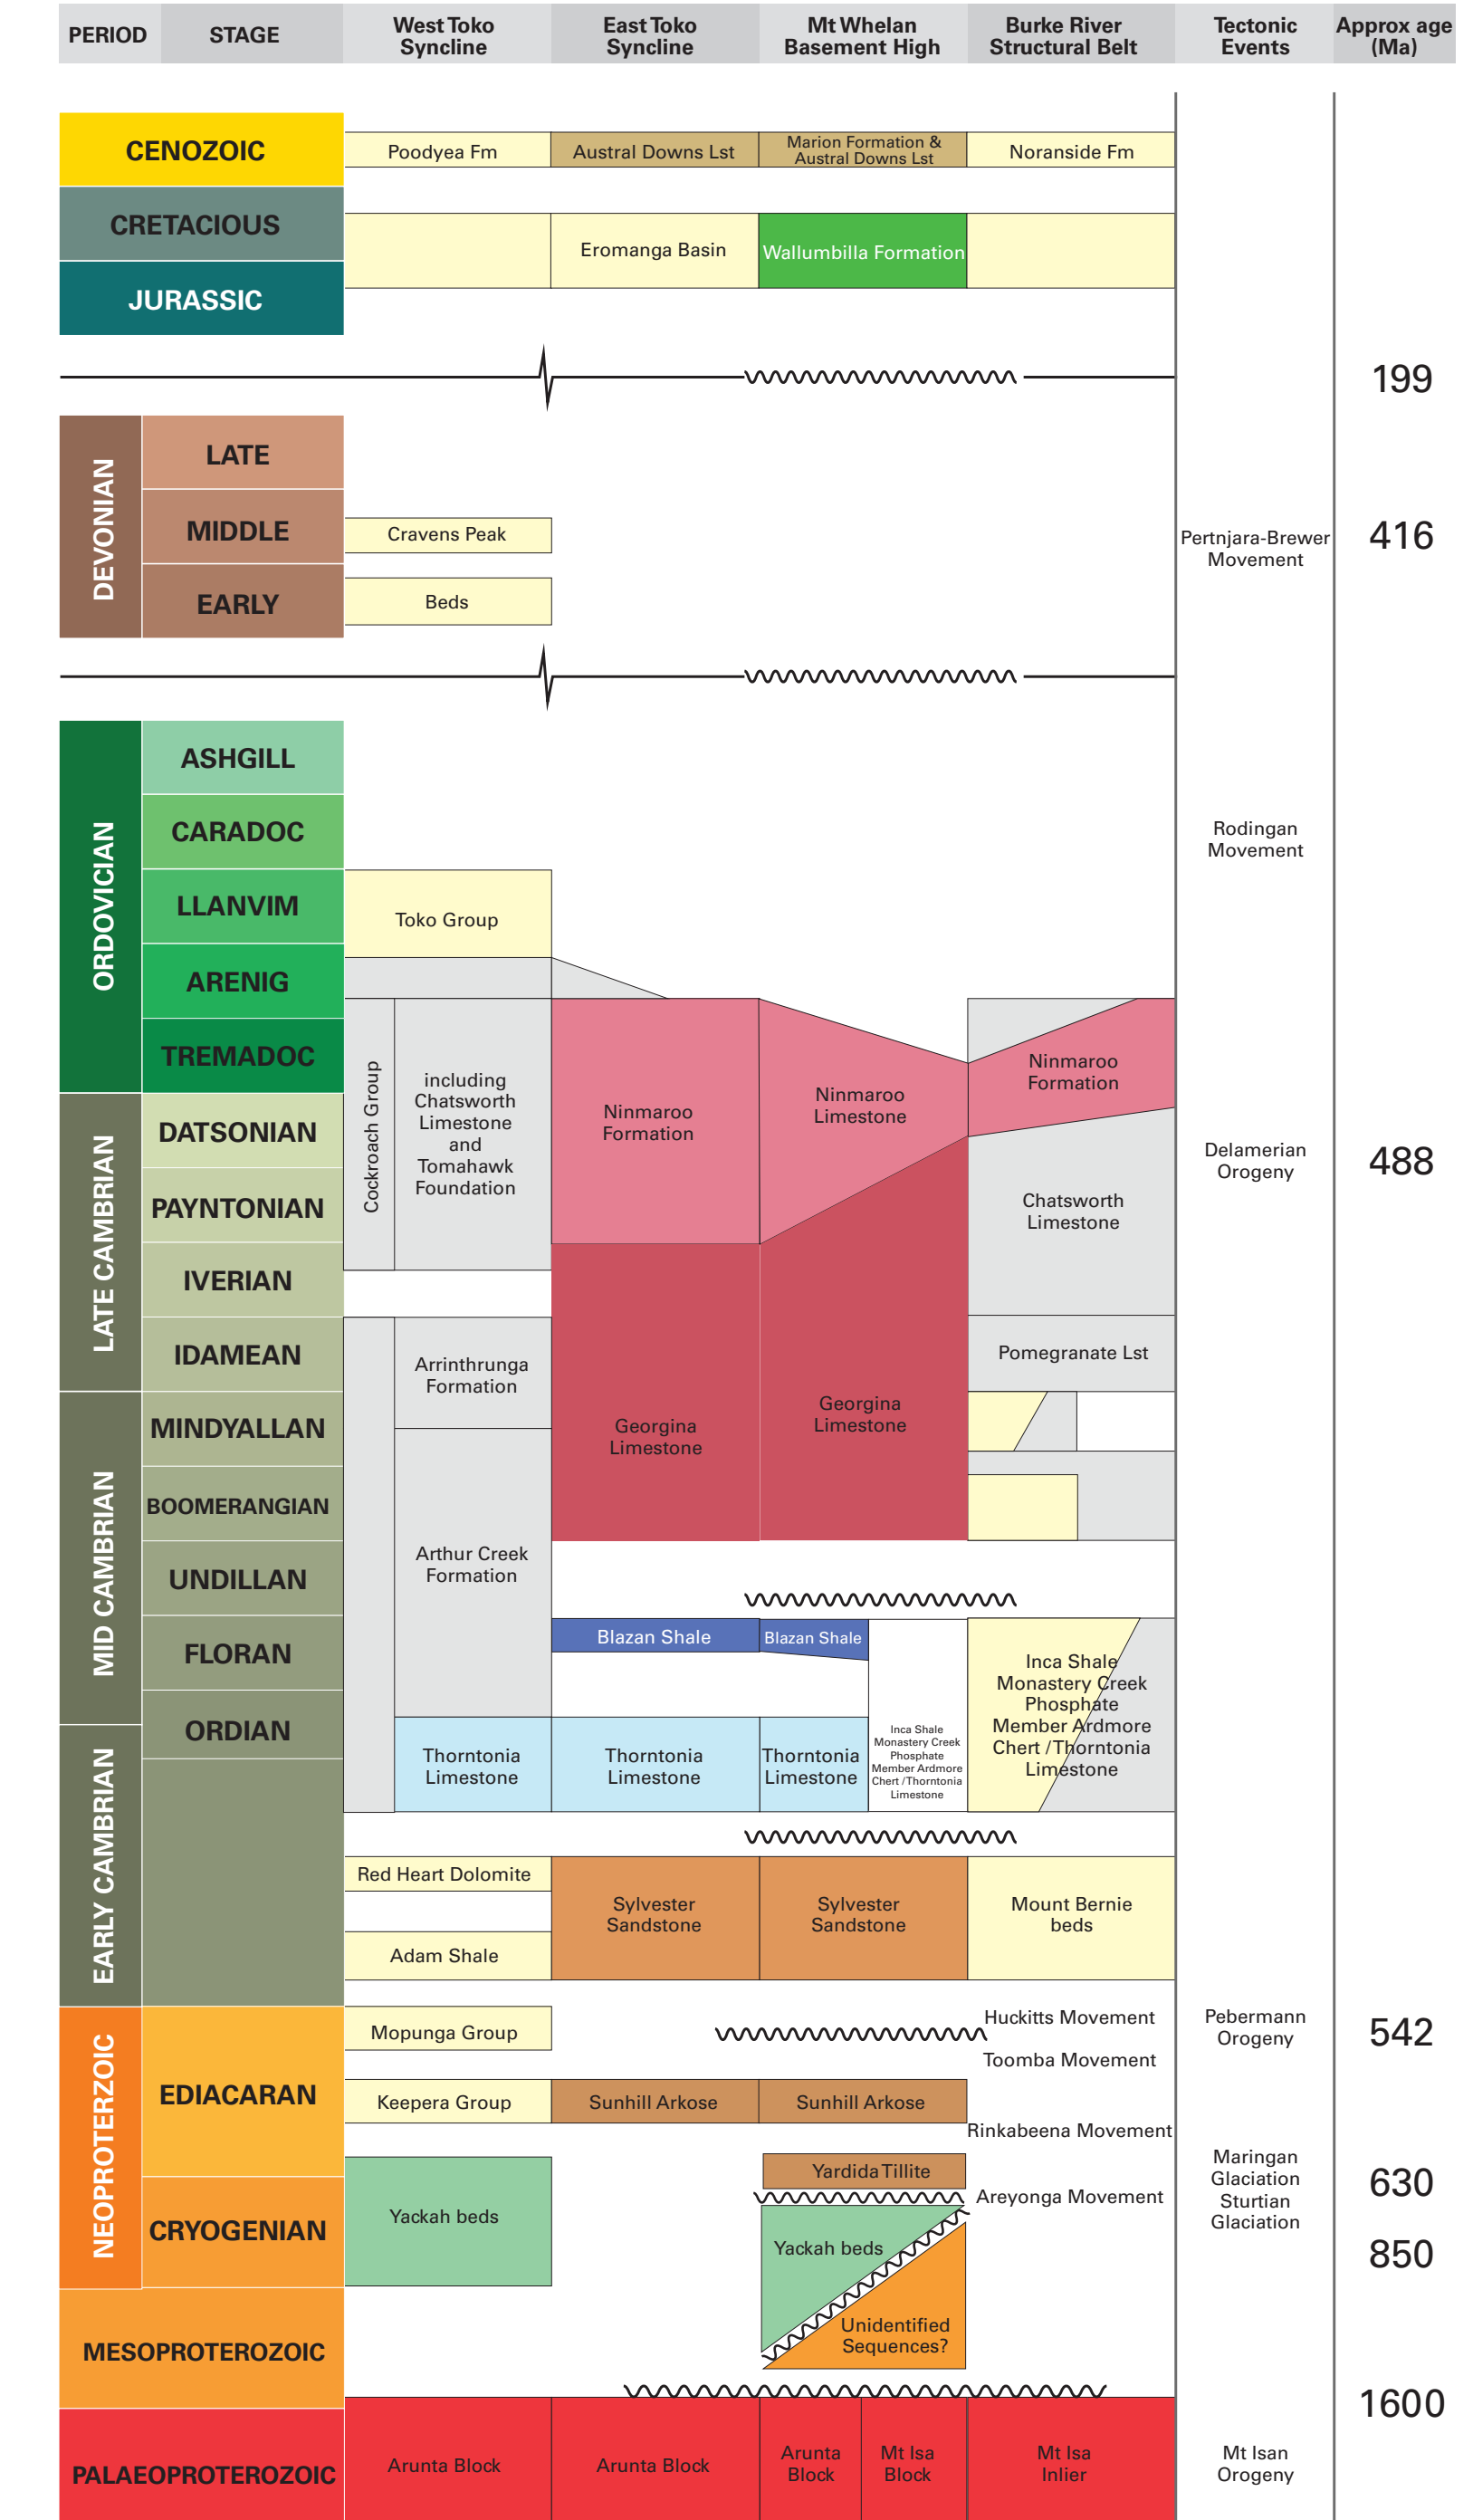 PERIOD
STAGE
West Toko
Syncline
East Toko
Syncline
Mt Whelan
Basement High
Burke River
Structural Belt
Tectonic
Events
Approx age
(Ma)
CENOZOIC
Poodyea Fm
Austral Downs Lst
Marion Formation &
Austral Downs Lst
Noranside Fm
CRETACIOUS
Eromanga Basin
Wallumbilla Formation
JURASSIC
199
DEVONIAN
LATE
MIDDLE
Cravens Peak
Pertnjara-Brewer
Movement
416
EARLY
Beds
ORDOVICIAN
ASHGILL
CARADOC
Rodingan
Movement
LLANVIM
Toko Group
ARENIG
TREMADOC
Cockroach Group
including
Chatsworth
Limestone
and
Tomahawk
Foundation
Ninmaroo
Formation
Ninmaroo
Limestone
Ninmaroo
Formation
LATE CAMBRIAN
DATSONIAN
Delamerian
Orogeny
488
PAYNTONIAN
Chatsworth
Limestone
IVERIAN
IDAMEAN
Arrinthrunga
Formation
Pomegranate Lst
MID CAMBRIAN
MINDYALLAN
Georgina
Limestone
Georgina
Limestone
BOOMERANGIAN
UNDILLAN
Arthur Creek
Formation
FLORAN
Blazan Shale
Blazan Shale
Inca Shale
Monastery Creek
Phosphate
Member Ardmore
Chert /Thorntonia
Limestone
ORDIAN
EARLY CAMBRIAN
Thorntonia
Limestone
Thorntonia
Limestone
Thorntonia
Limestone
Inca Shale
Monastery Creek
Phosphate
Member Ardmore
Chert /Thorntonia
Limestone
Red Heart Dolomite
Sylvester
Sandstone
Sylvester
Sandstone
Mount Bernie
beds
Adam Shale
NEOPROTERZOIC
EDIACARAN
Mopunga Group
Huckitts Movement
Toomba Movement
Pebermann
Orogeny
542
Keepera Group
Sunhill Arkose
Sunhill Arkose
Rinkabeena Movement
Yardida Tillite
Maringan
Glaciation
Sturtian
Glaciation
630
CRYOGENIAN
Yackah beds
Areyonga Movement
Yackah beds
850
Unidentified
Sequences?
MESOPROTEROZOIC
1600
PALAEOPROTEROZOIC
Arunta Block
Arunta Block
Arunta
Block
Mt Isa
Block
Mt Isa
Inlier
Mt Isan
Orogeny